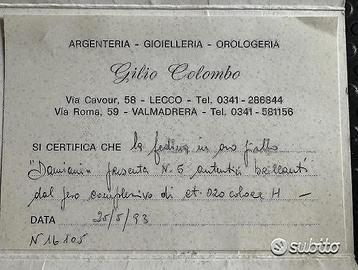 ARGENTERIA - GIOIELLERIA - OROLOGERIA
Gilio Colombo
Via Cavour, 58 - LECCO - Tel. 0341-286844
Via Roma, 59 - VALMADRERA - Tel. 0341-581156
SI CERTIFICA CHE la fedina in oro giallo
"Damiani" presenta N. 5 autentici brillanti
dal peso complessivo di ct. 020 colore H -
DATA 25/5/93
N° 16805
subito